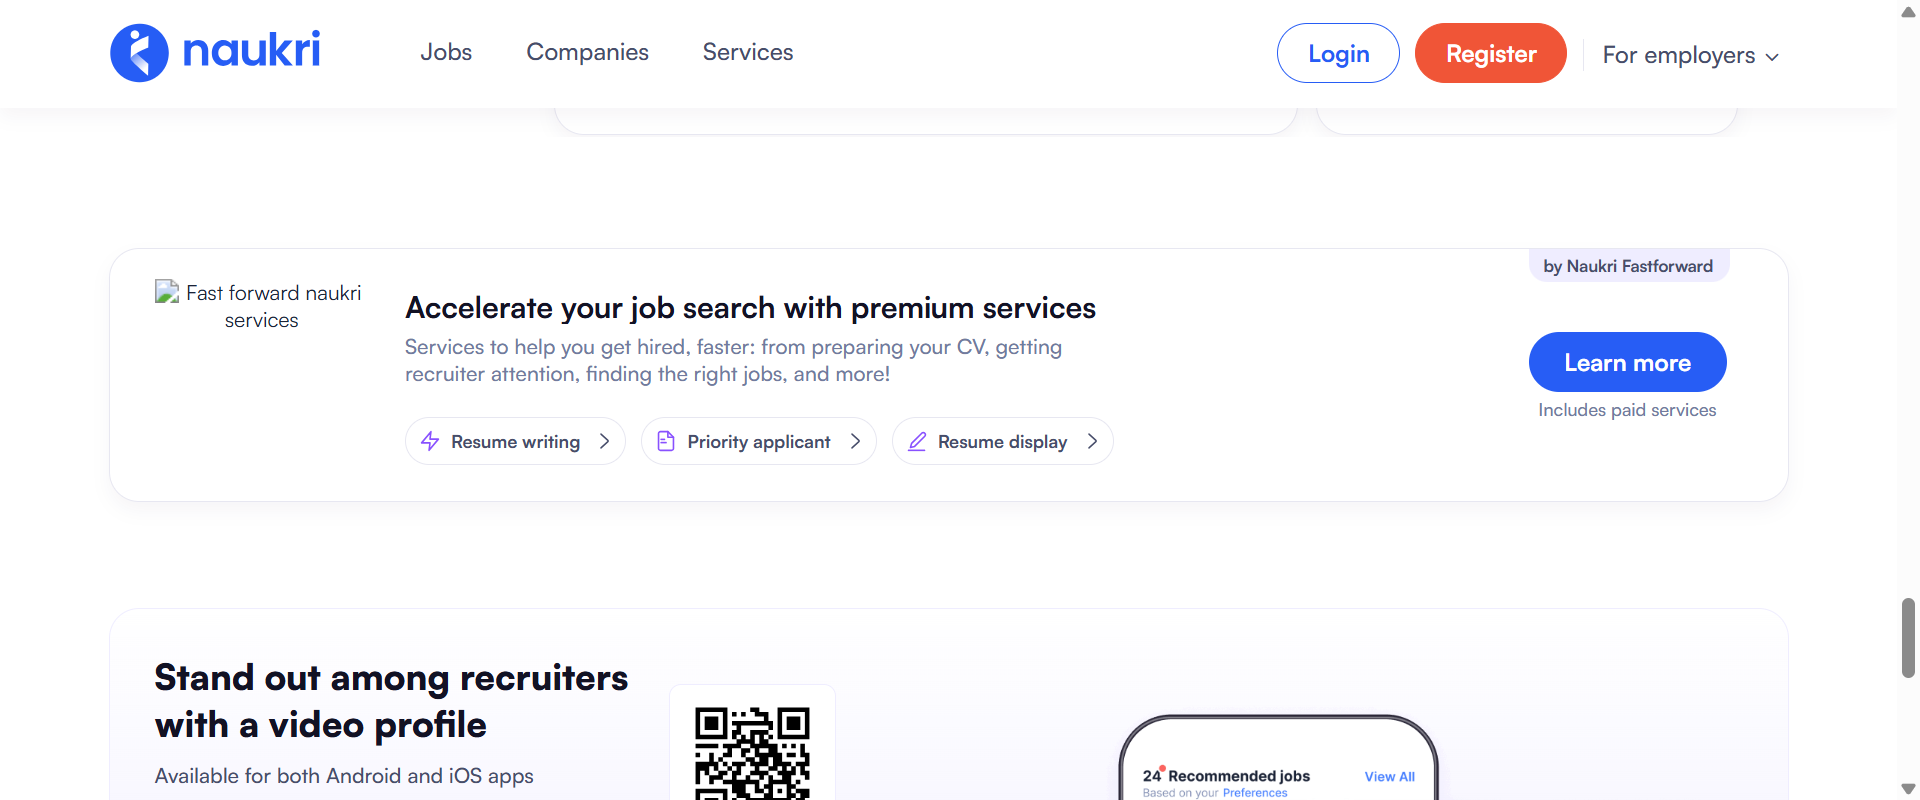 naukri
Jobs
Companies
Services
Login
Register
For employers
by Naukri Fastforward
Fast forward naukri
services
Accelerate your job search with premium services
Services to help you get hired, faster: from preparing your CV, getting
recruiter attention, finding the right jobs, and more!
Resume writing
Priority applicant
Resume display
Learn more
Includes paid services
Stand out among recruiters
with a video profile
Available for both Android and iOS apps
24 Recommended jobs
View All
Based on your Preferences